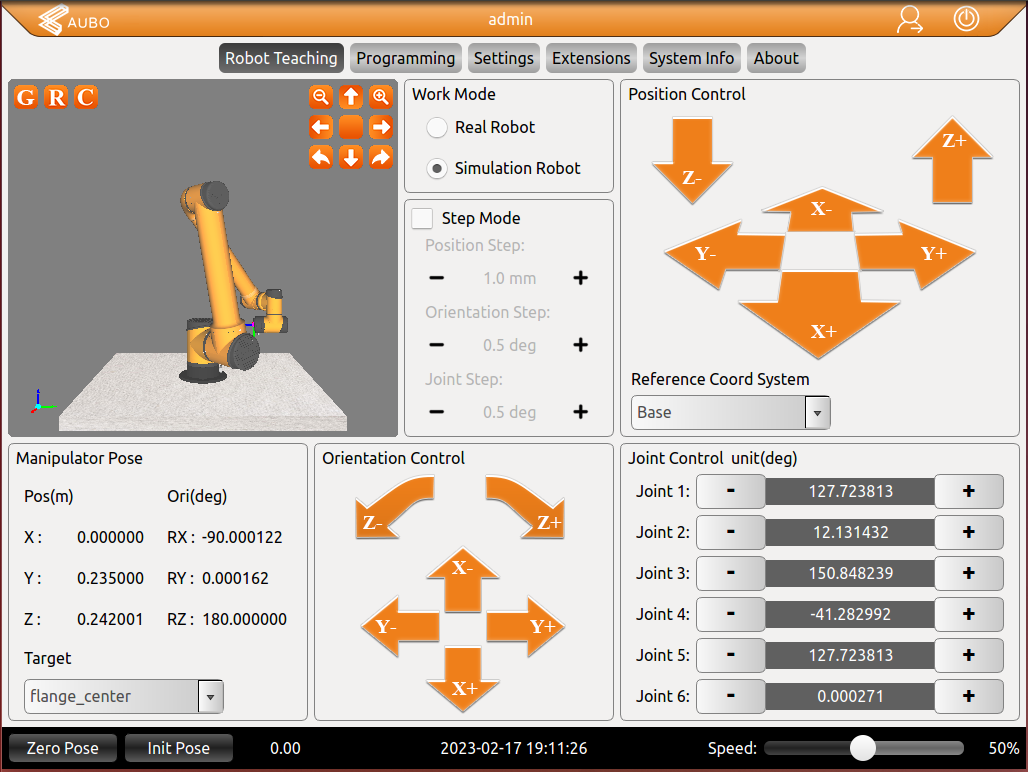 AUBO
admin
Robot Teaching
Programming
Settings
Extensions
System Info
About
G R C
Work Mode
Real Robot
Simulation Robot
Step Mode
Position Step:
- 1.0 mm +
Orientation Step:
- 0.5 deg +
Joint Step:
- 0.5 deg +
Position Control
Z-
Z+
X-
Y-
Y+
X+
Reference Coord System
Base
Manipulator Pose
Pos(m) Ori(deg)
X : 0.000000 RX : -90.000122
Y : 0.235000 RY : 0.000162
Z : 0.242001 RZ : 180.000000
Target
flange_center
Orientation Control
Z-
Z+
X-
Y-
Y+
X+
Joint Control unit(deg)
Joint 1: - 127.723813 +
Joint 2: - 12.131432 +
Joint 3: - 150.848239 +
Joint 4: - -41.282992 +
Joint 5: - 127.723813 +
Joint 6: - 0.000271 +
Zero Pose
Init Pose
0.00
2023-02-17 19:11:26
Speed:
50%